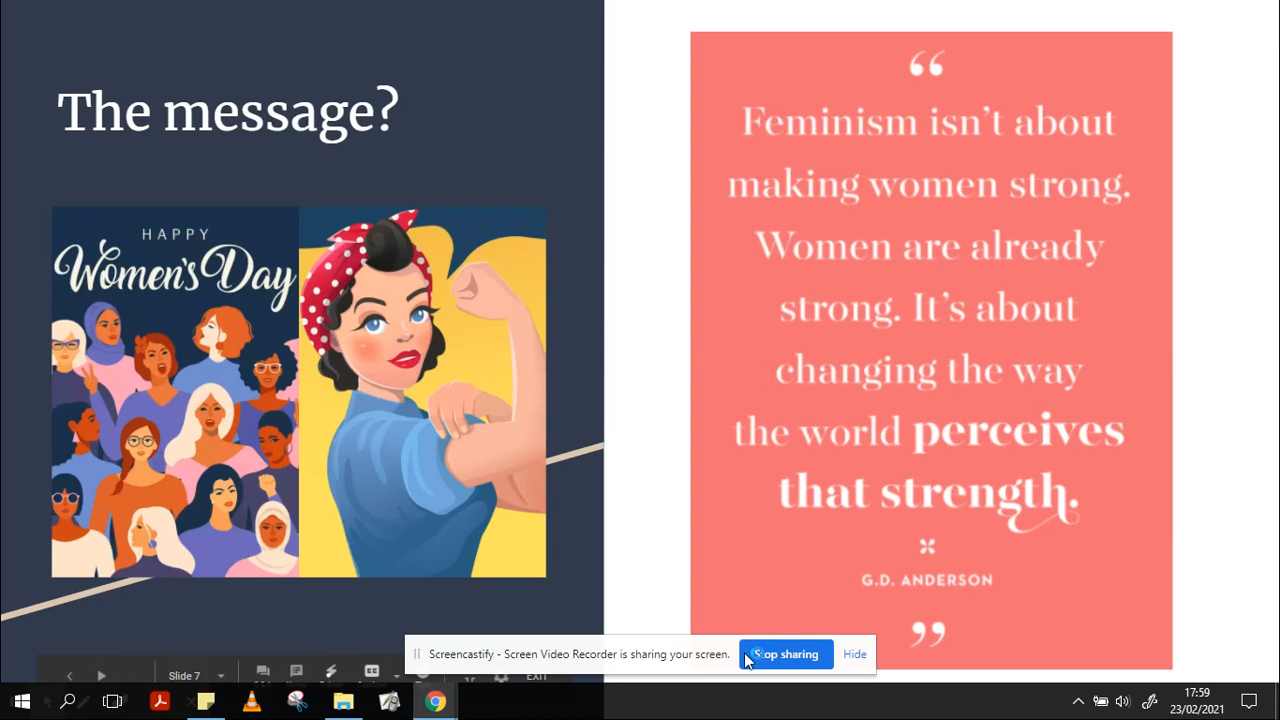 The message?
HAPPY
Women's Day
“
Feminism isn’t about
making women strong.
Women are already
strong. It’s about
changing the way
the world perceives
that strength.
G.D. ANDERSON
”
Screencastify - Screen Video Recorder is sharing your screen.
Stop sharing
Hide
Slide 7
EXIT
17:59
23/02/2021